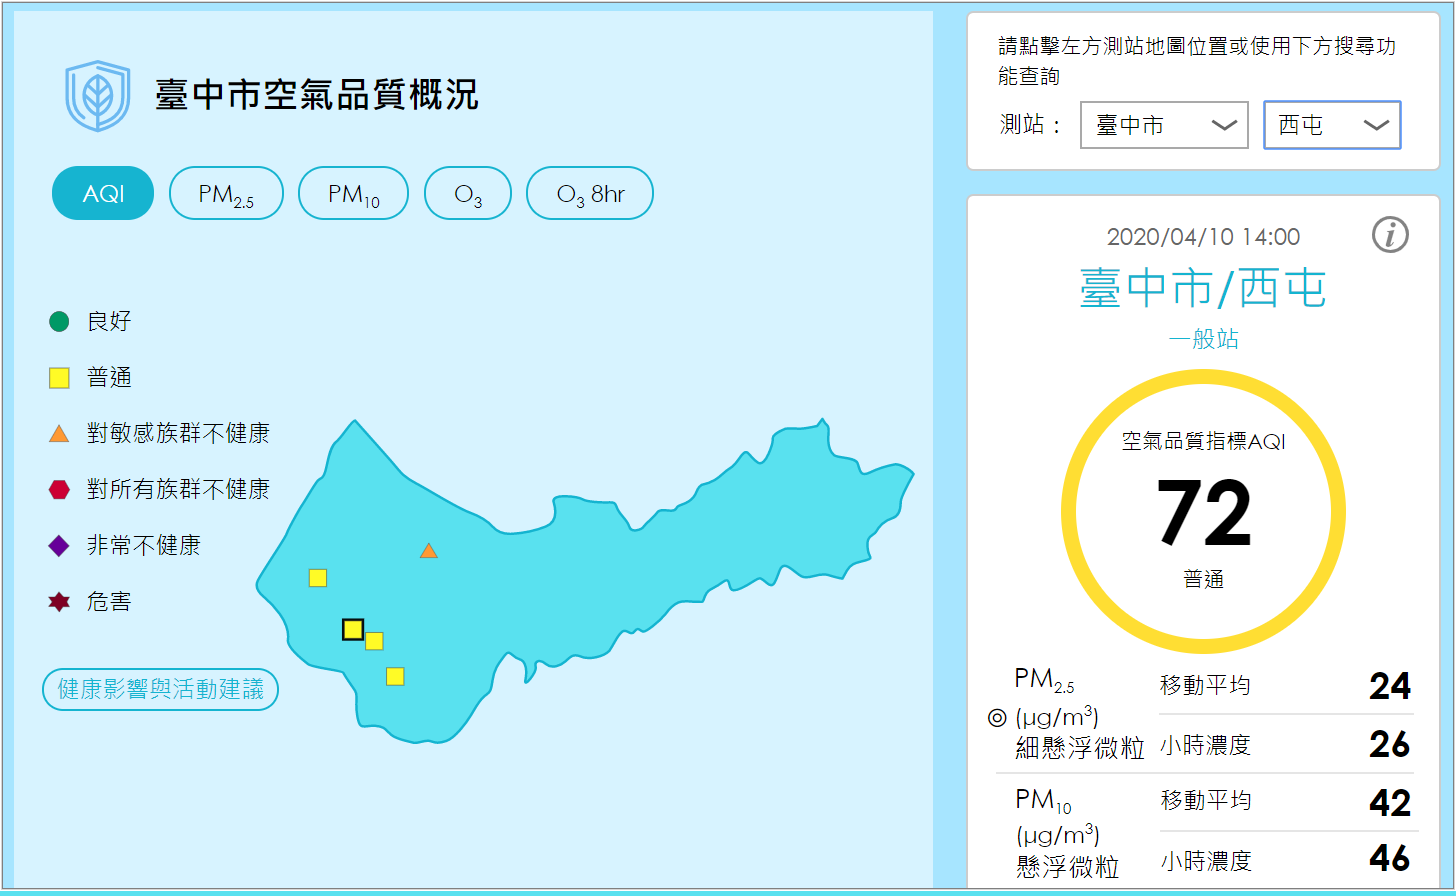 臺中市空氣品質概況
AQI
PM2.5
PM10
O3
O3 8hr
良好
普通
對敏感族群不健康
對所有族群不健康
非常不健康
危害
健康影響與活動建議
請點擊左方測站地圖位置或使用下方搜尋功
能查詢
測站：
臺中市
西屯
2020/04/10 14:00
i
臺中市/西屯
一般站
空氣品質指標AQI
72
普通
PM2.5
(μg/m3)
細懸浮微粒
移動平均
24
小時濃度
26
PM10
(μg/m3)
懸浮微粒
移動平均
42
小時濃度
46